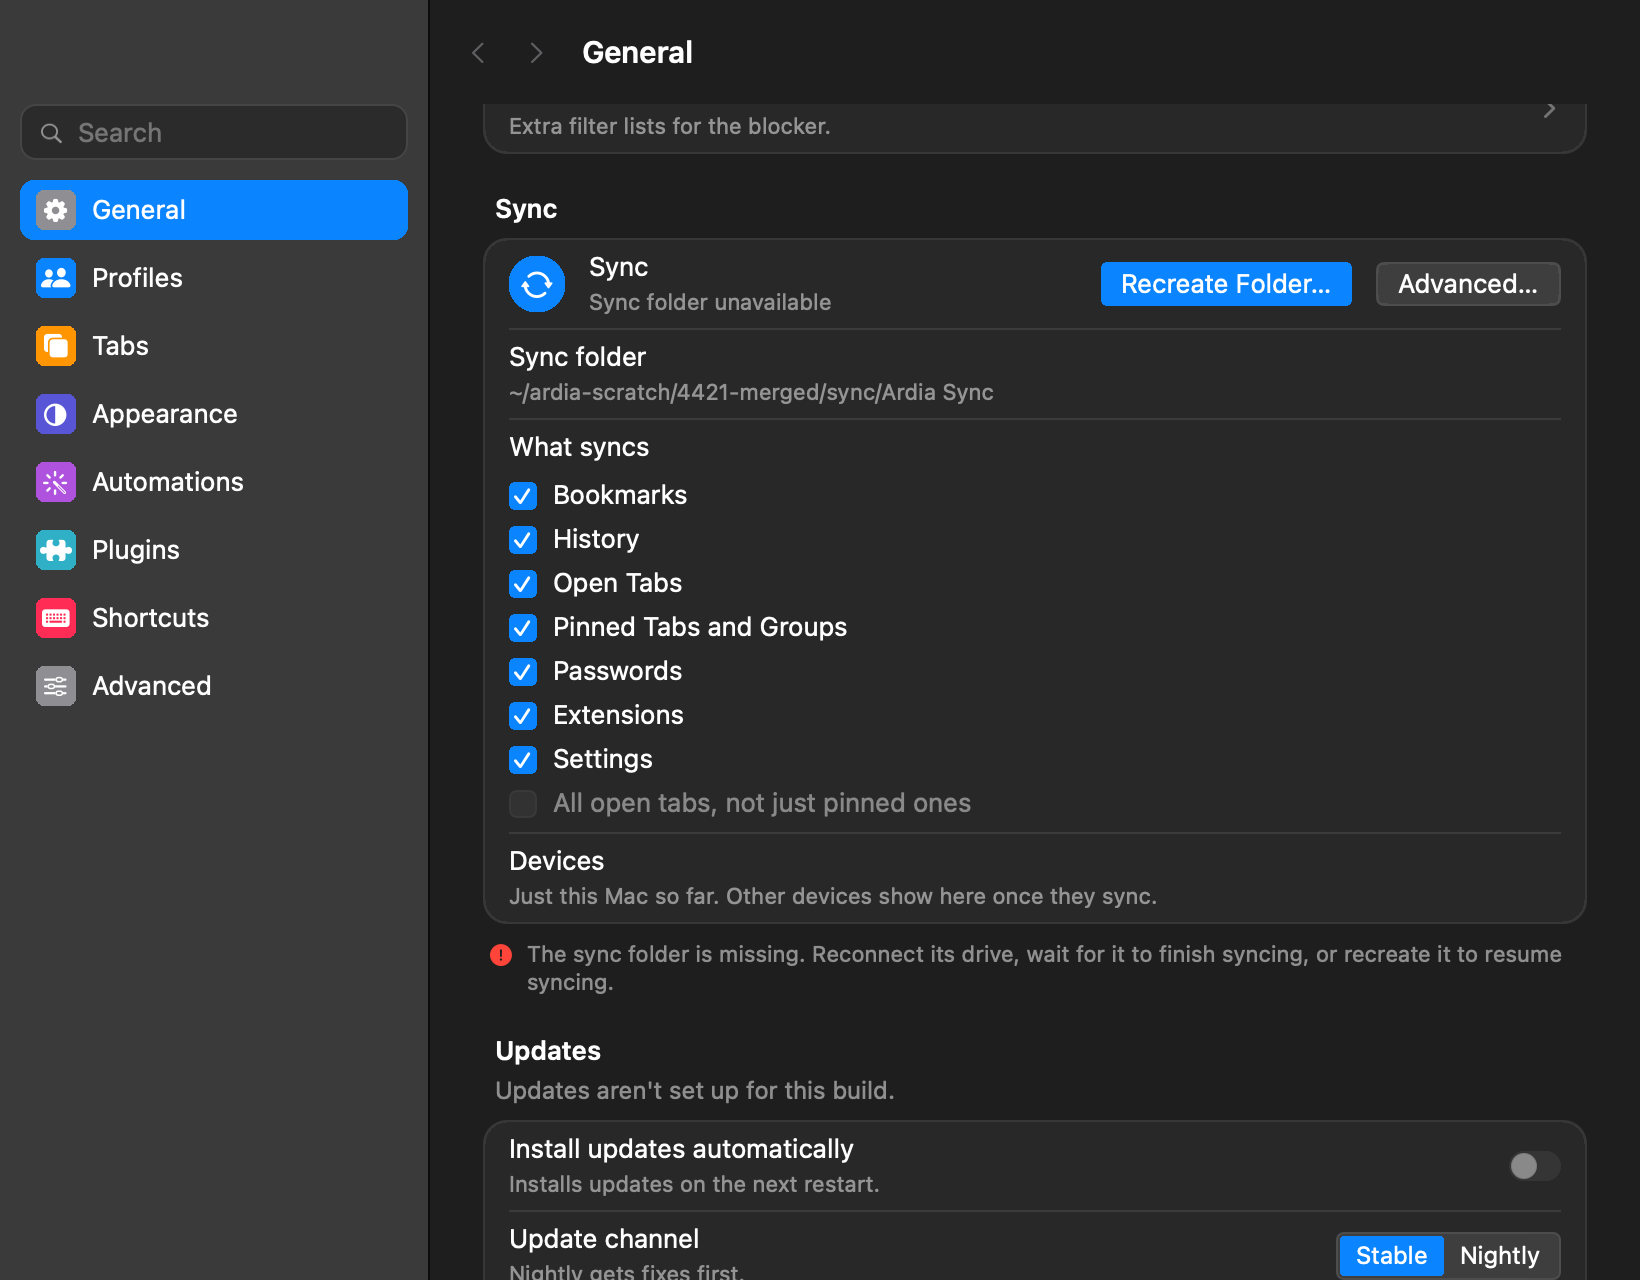 General
Search
General
Profiles
Tabs
Appearance
Automations
Plugins
Shortcuts
Advanced
Extra filter lists for the blocker.
Sync
Sync
Sync folder unavailable
Recreate Folder...
Advanced...
Sync folder
~/ardia-scratch/4421-merged/sync/Ardia Sync
What syncs
Bookmarks
History
Open Tabs
Pinned Tabs and Groups
Passwords
Extensions
Settings
All open tabs, not just pinned ones
Devices
Just this Mac so far. Other devices show here once they sync.
The sync folder is missing. Reconnect its drive, wait for it to finish syncing, or recreate it to resume
syncing.
Updates
Updates aren't set up for this build.
Install updates automatically
Installs updates on the next restart.
Update channel
Stable
Nightly
Nightly gets fixes first.